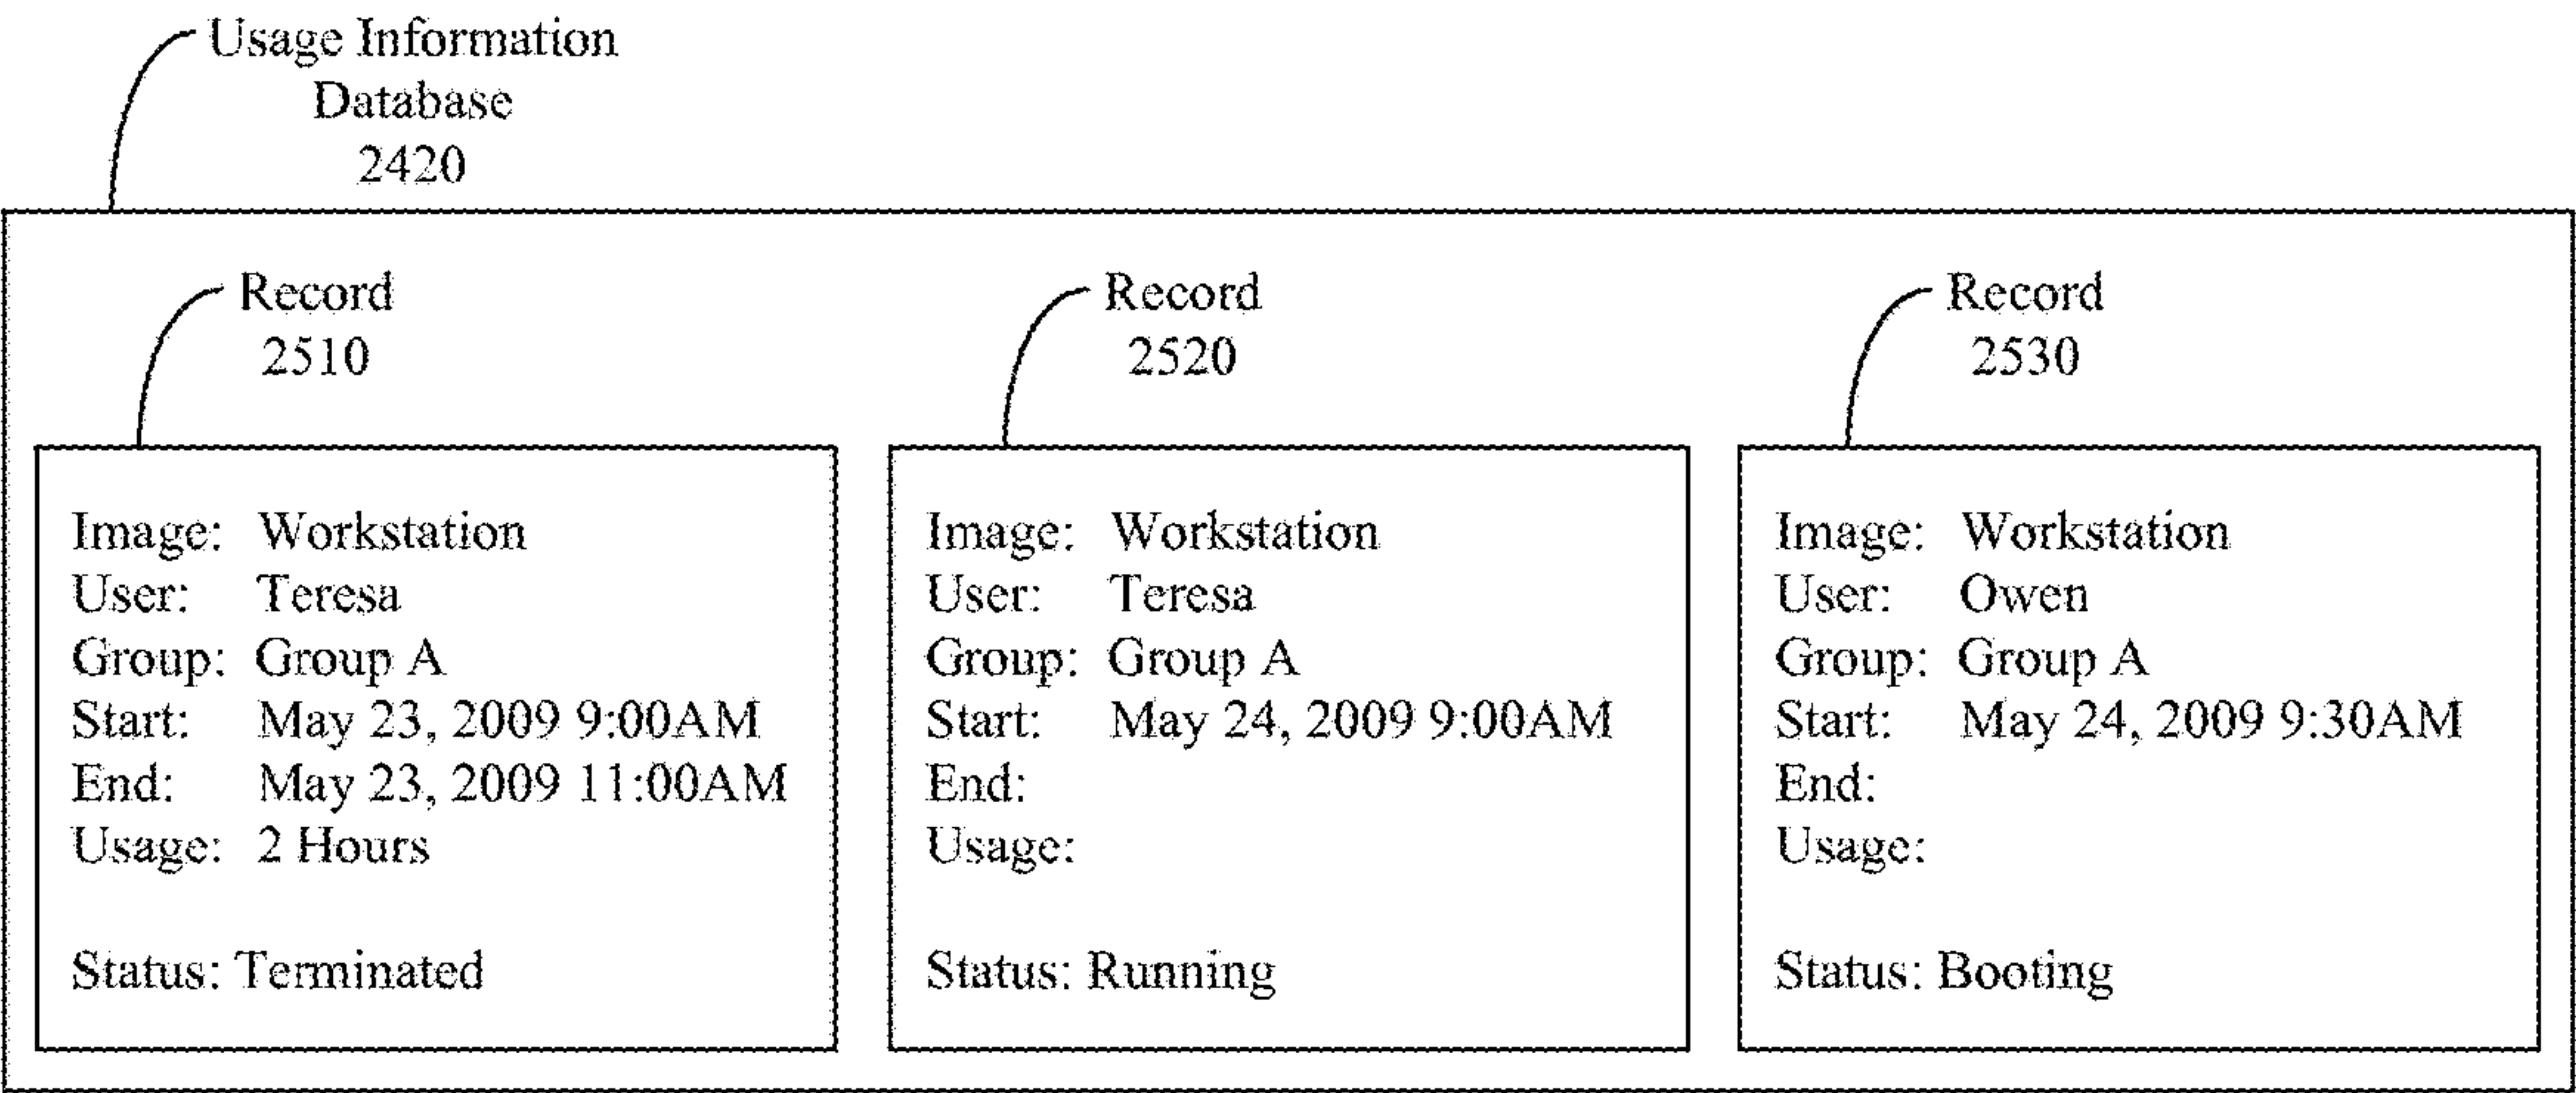 Usage Information
Database
2420
Record
2510
Record
2520
Record
2530
Image: Workstation
User: Teresa
Group: Group A
Start: May 23, 2009 9:00AM
End: May 23, 2009 11:00AM
Usage: 2 Hours
Status: Terminated
Image: Workstation
User: Teresa
Group: Group A
Start: May 24, 2009 9:00AM
End:
Usage:
Status: Running
Image: Workstation
User: Owen
Group: Group A
Start: May 24, 2009 9:30AM
End:
Usage:
Status: Booting